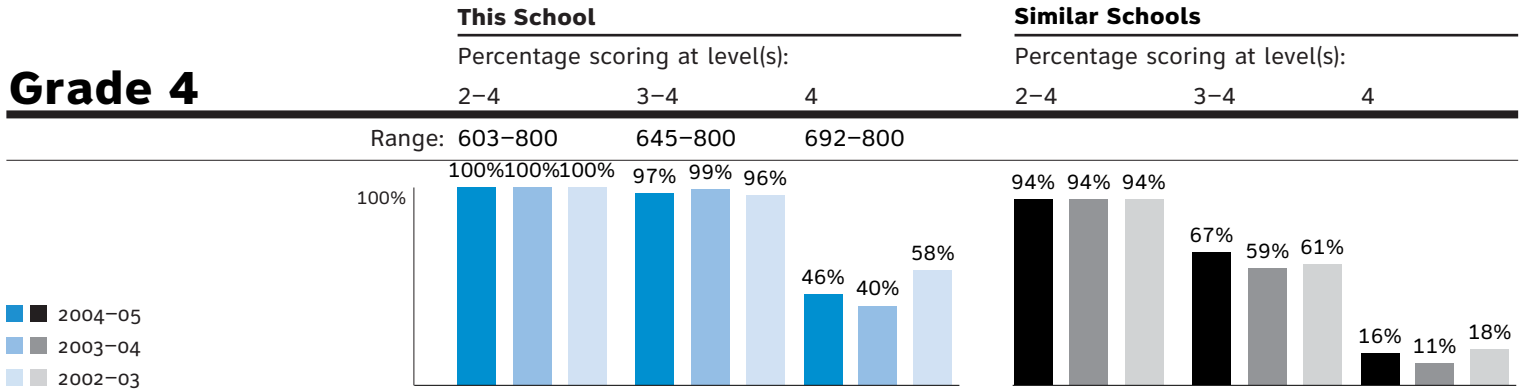 This School Similar Schools
Percentage scoring at level(s): Percentage scoring at level(s):
Grade 4 2–4 3–4 4 2–4 3–4 4
Range: 603–800 645–800 692–800
100% 100% 100% 97% 99% 96% 46% 40% 58% 94% 94% 94% 67% 59% 61% 16% 11% 18%
100%
2004–05
2003–04
2002–03